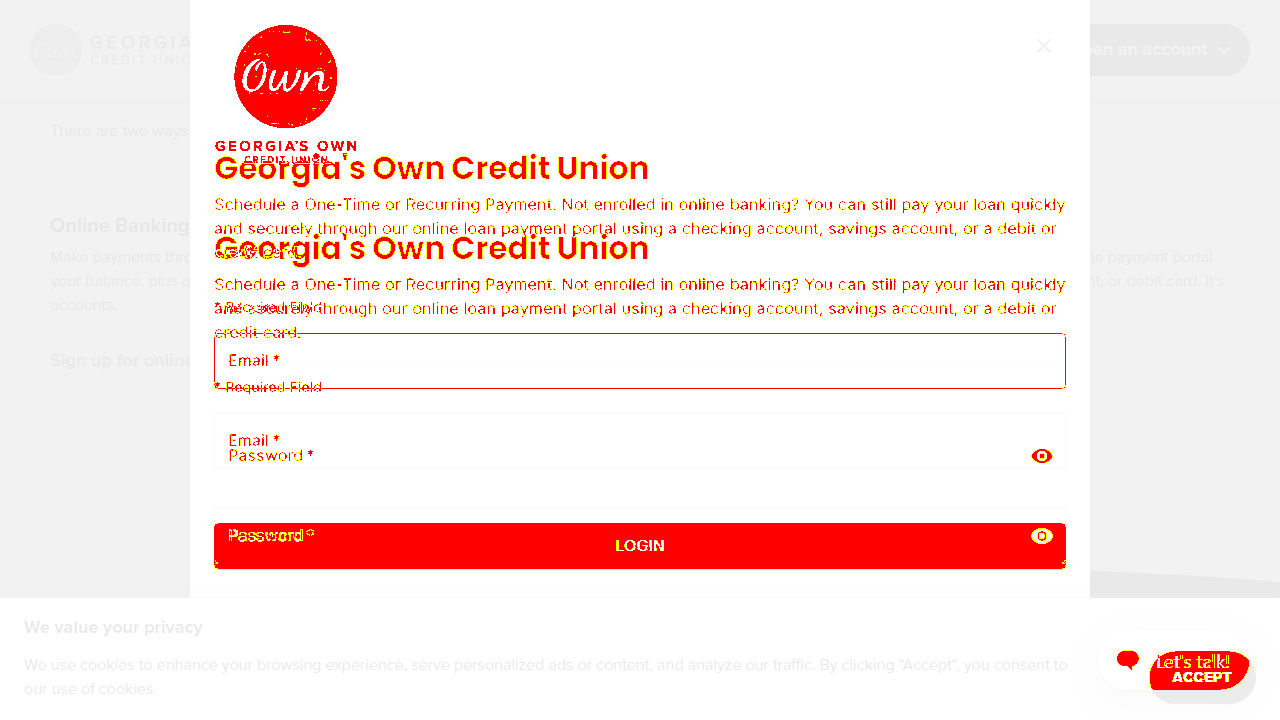 Own
GEORGIA
CREDIT UNIO
en an account
There are two ways
Online Banking
Make payments thro
your balance, plus o
accounts.
Sign up for online
Own
GEORGIA'S OWN
CREDIT UNION
Georgia's Own Credit Union
Schedule a One-Time or Recurring Payment. Not enrolled in online banking? You can still pay your loan quickly
and securely through our online loan payment portal using a checking account, savings account, or a debit or
credit card.
Georgia's Own Credit Union
Schedule a One-Time or Recurring Payment. Not enrolled in online banking? You can still pay your loan quickly
* Required Field
and securely through our online loan payment portal using a checking account, savings account, or a debit or
credit card.
Email *
* Required Field
Email *
Password *
Password *
LOGIN
ne payment portal.
nt, or debit card. It's
We value your privacy
We use cookies to enhance your browsing experience, serve personalized ads or content, and analyze our traffic. By clicking "Accept", you consent to
our use of cookies.
Let's talk!
ACCEPT